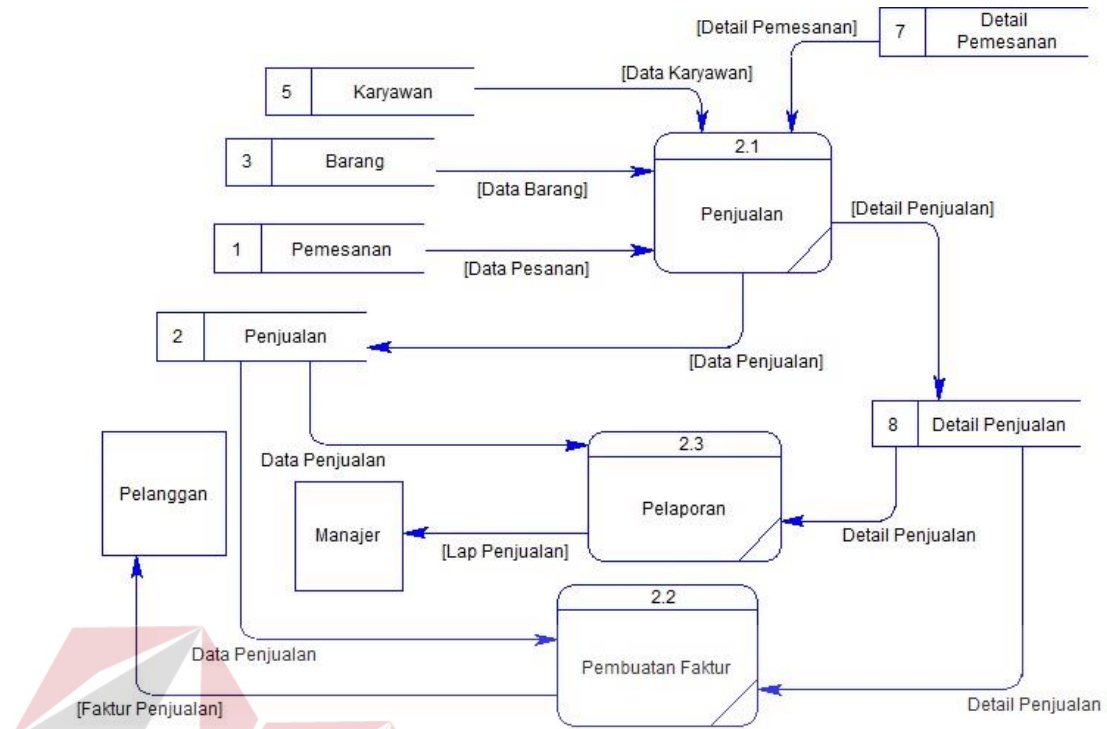 [Detail Pemesanan]
7
Detail
Pemesanan
[Data Karyawan]
5
Karyawan
2.1
3
Barang
[Data Barang]
Penjualan
[Detail Penjualan]
1
Pemesanan
[Data Pesanan]
2
Penjualan
[Data Penjualan]
8
Detail Penjualan
2.3
Data Penjualan
Pelanggan
Pelaporan
Manajer
[Lap Penjualan]
Detail Penjualan
2.2
Data Penjualan
Pembuatan Faktur
[Faktur Penjualan]
Detail Penjualan